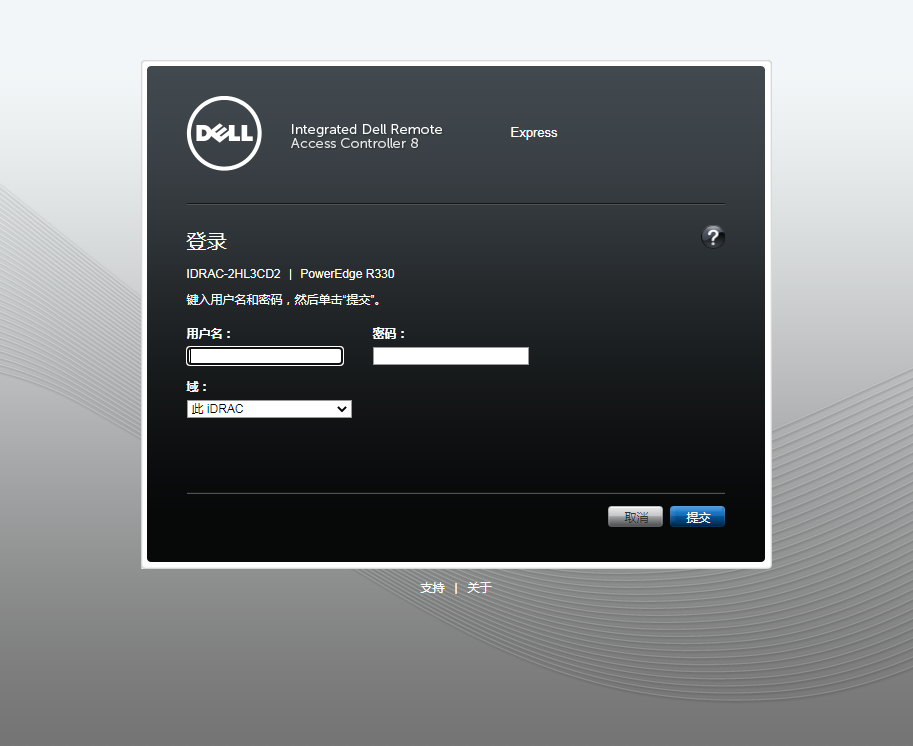 DELL
Integrated Dell Remote
Access Controller 8
Express
登录
?
IDRAC-2HL3CD2 | PowerEdge R330
键入用户名和密码，然后单击“提交”。
用户名： 密码：
域：
此 iDRAC
取消 提交
支持 | 关于